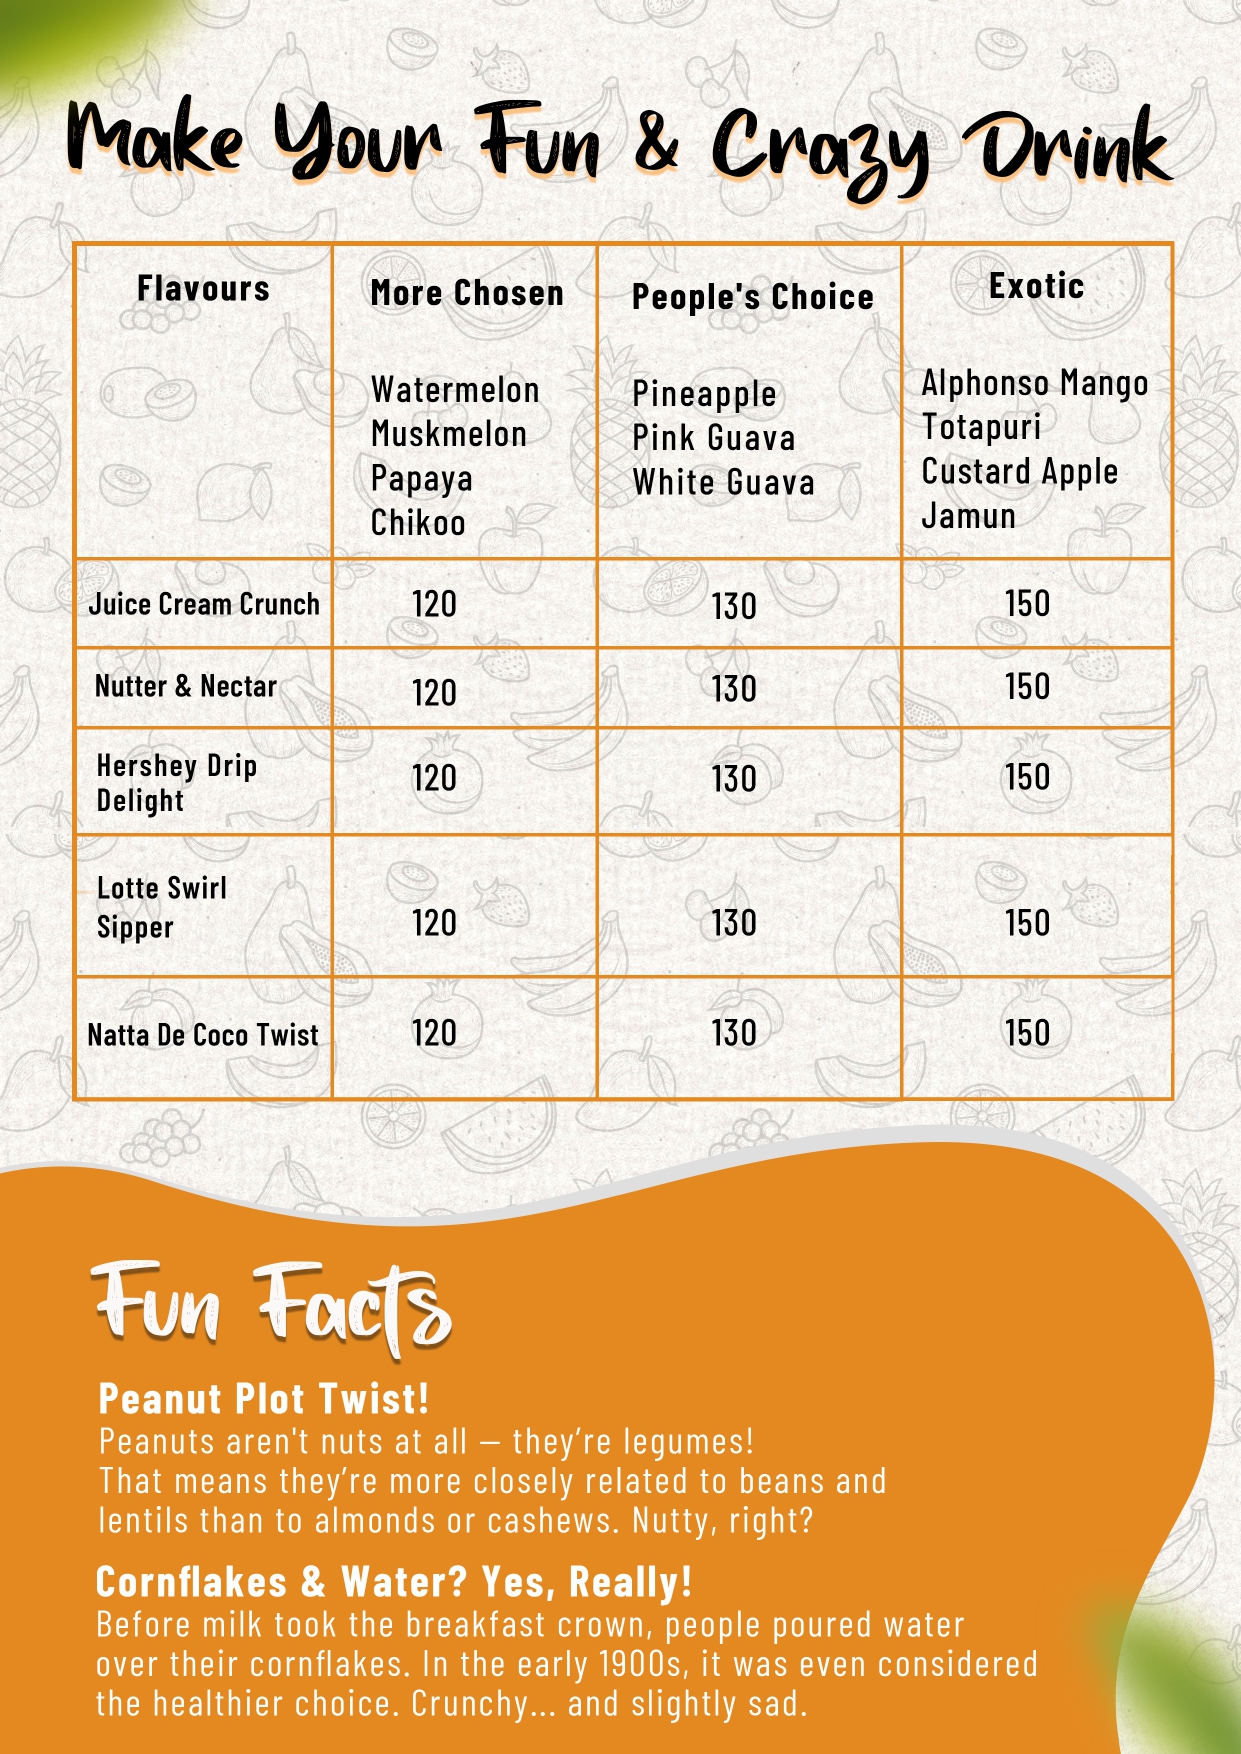 Make Your Fun & Crazy Drink
Flavours
More Chosen
People's Choice
Exotic
Watermelon
Muskmelon
Papaya
Chikoo
Pineapple
Pink Guava
White Guava
Alphonso Mango
Totapuri
Custard Apple
Jamun
Juice Cream Crunch 120 130 150
Nutter & Nectar 120 130 150
Hershey Drip
Delight 120 130 150
Lotte Swirl
Sipper 120 130 150
Natta De Coco Twist 120 130 150
Fun Facts
Peanut Plot Twist!
Peanuts aren't nuts at all – they’re legumes!
That means they’re more closely related to beans and
lentils than to almonds or cashews. Nutty, right?
Cornflakes & Water? Yes, Really!
Before milk took the breakfast crown, people poured water
over their cornflakes. In the early 1900s, it was even considered
the healthier choice. Crunchy... and slightly sad.